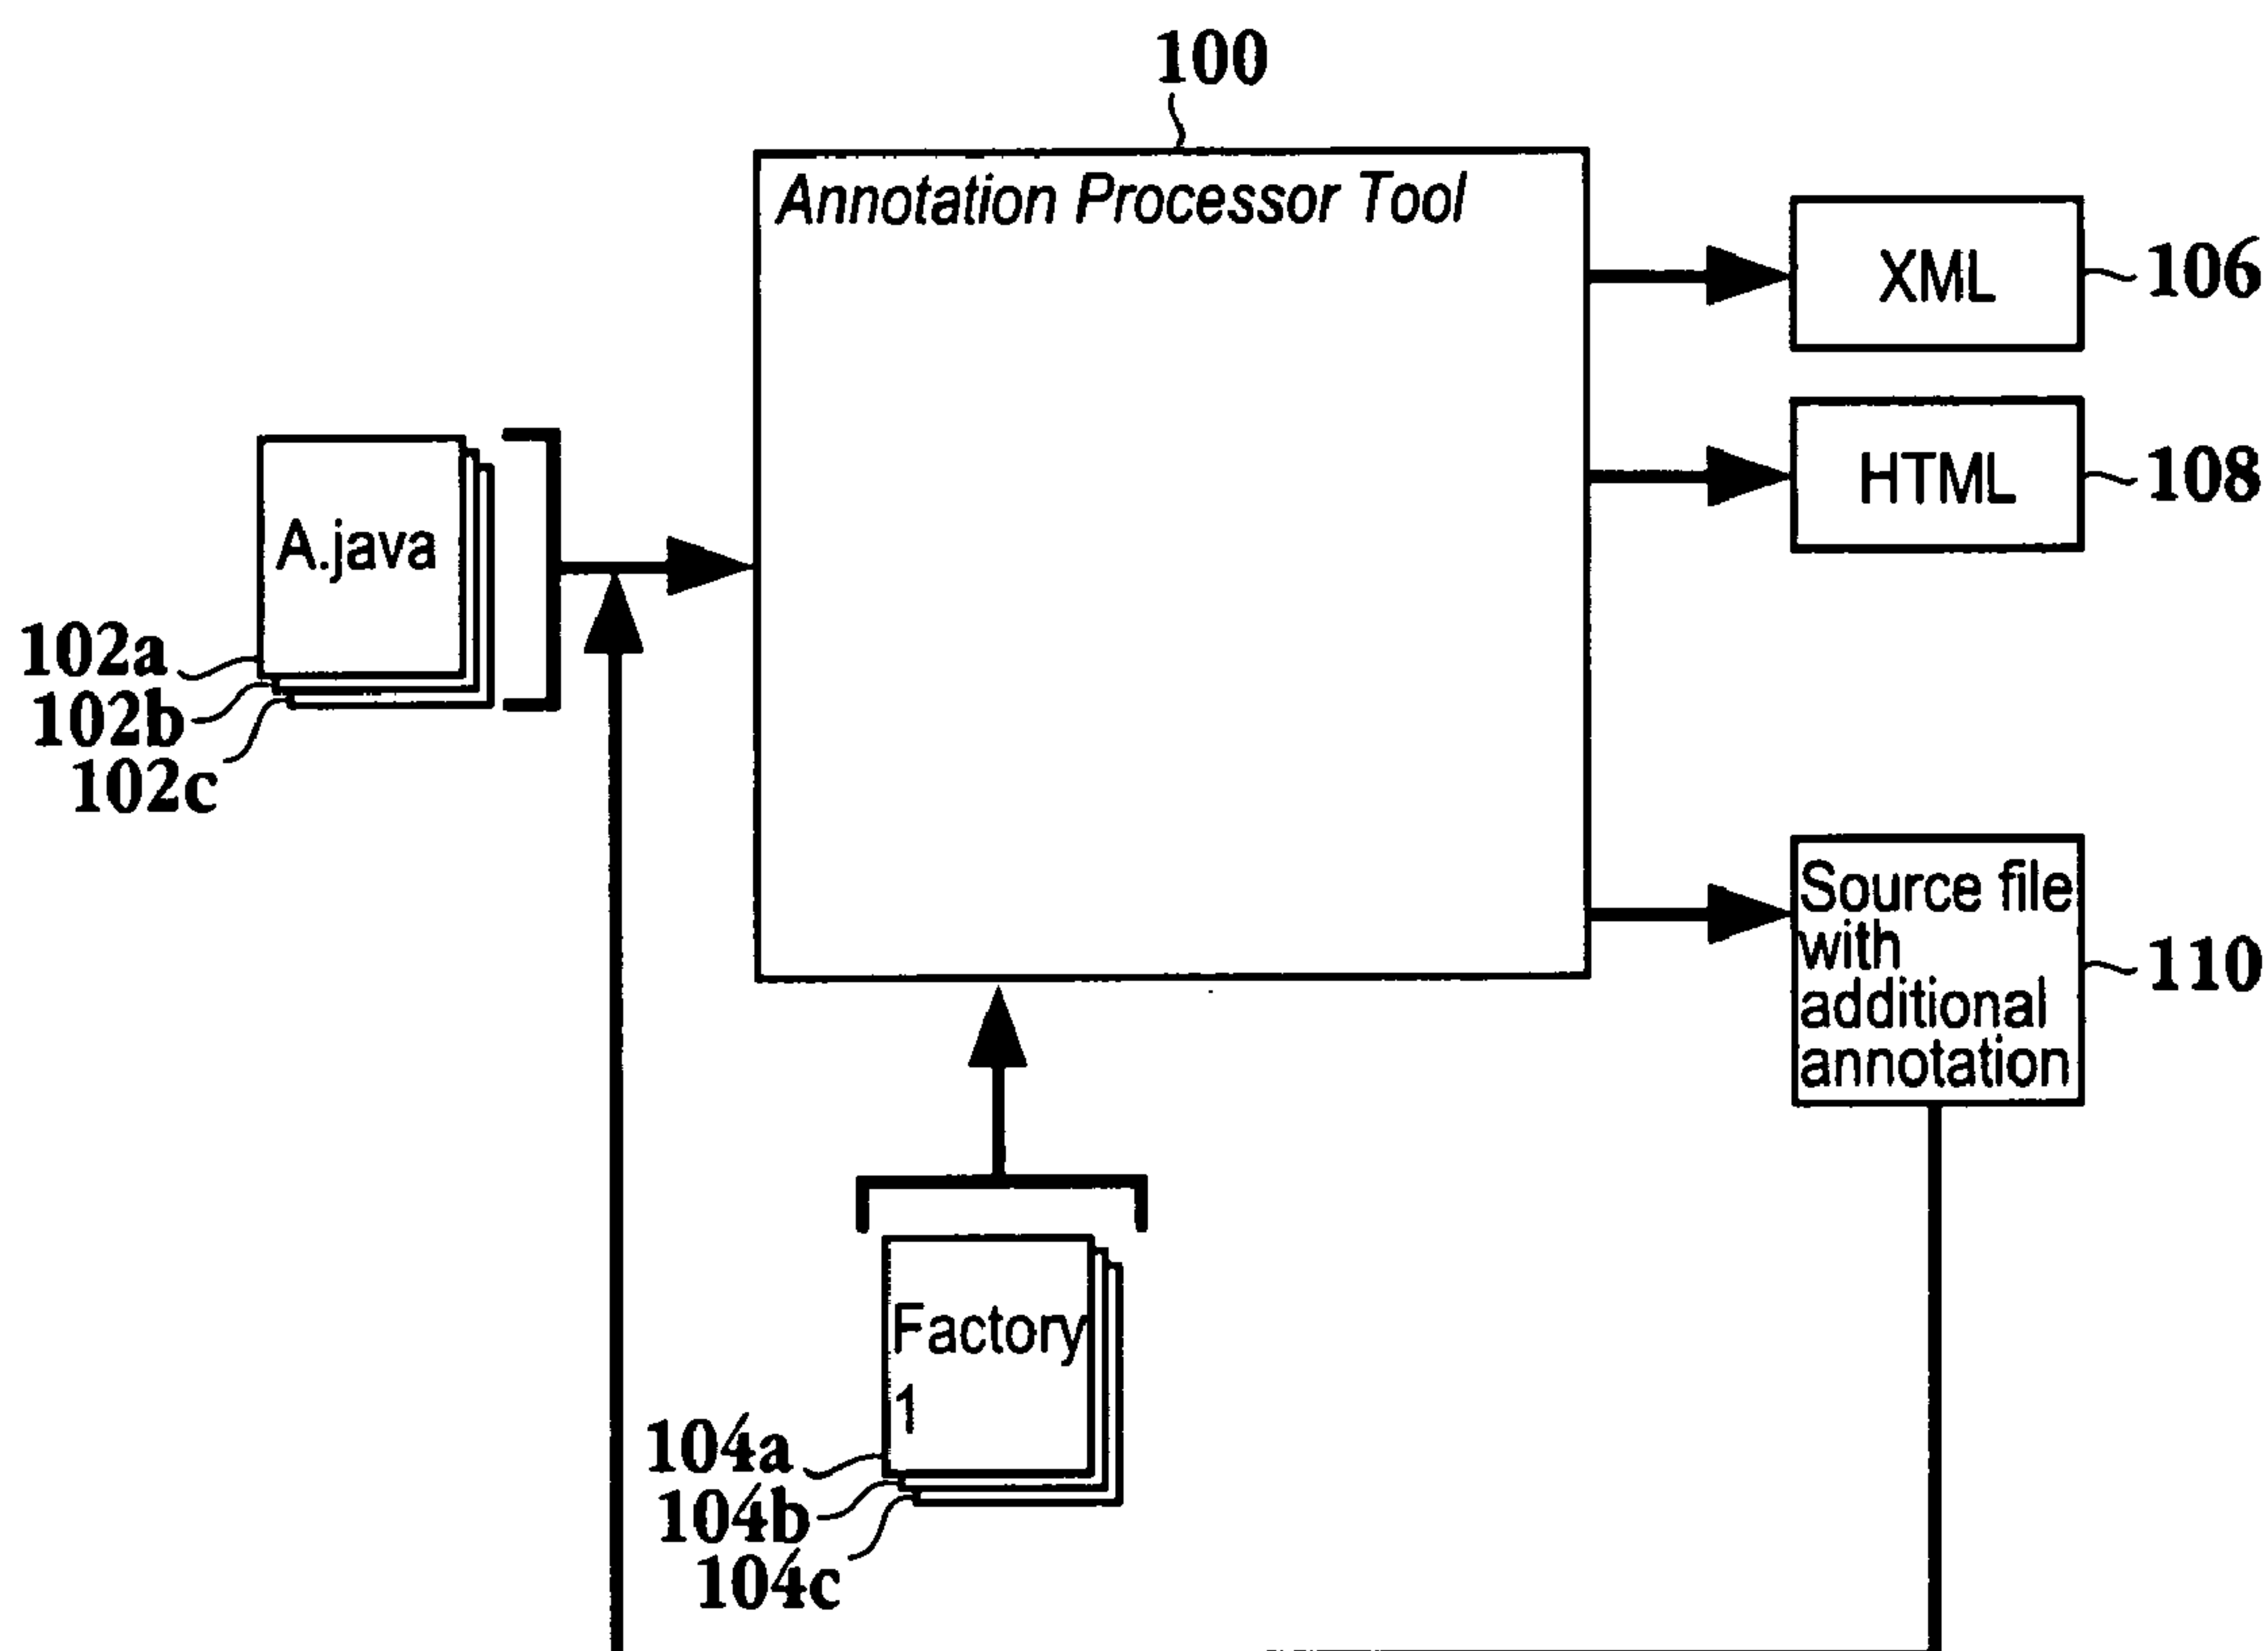 100
Annotation Processor Tool
XML
106
HTML
108
A.java
102a
102b
102c
Source file
with
additional
annotation
110
Factory
1
104a
104b
104c